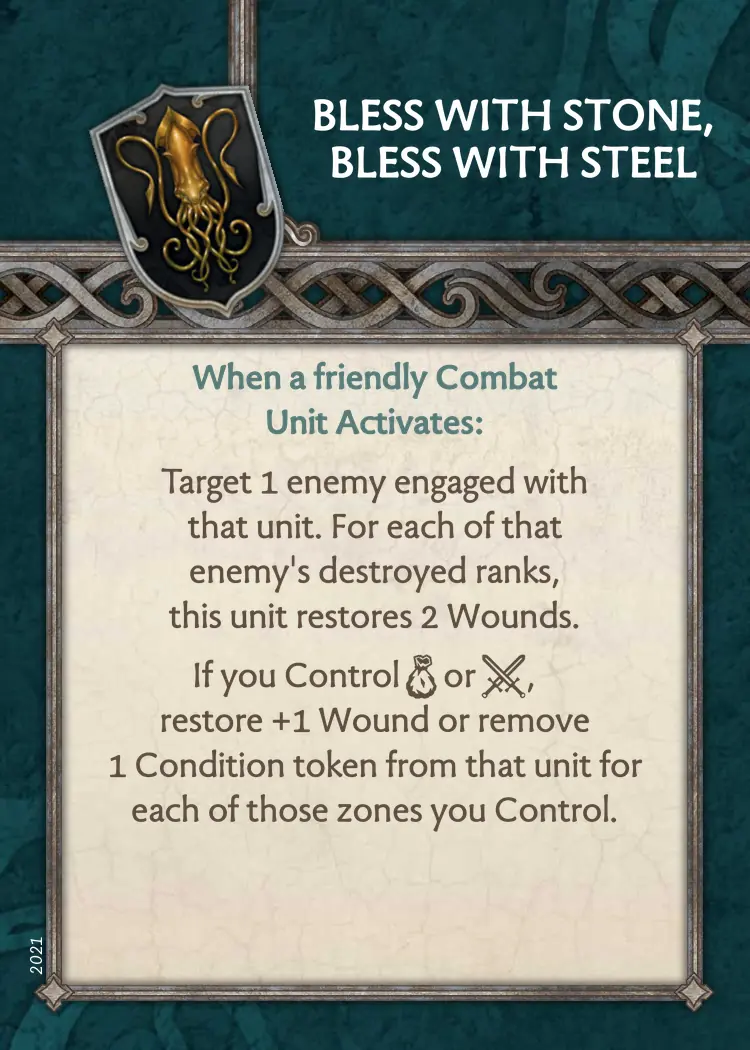 BLESS WITH STONE,
BLESS WITH STEEL
When a friendly Combat
Unit Activates:
Target 1 enemy engaged with
that unit. For each of that
enemy's destroyed ranks,
this unit restores 2 Wounds.
If you Control or ,
restore +1 Wound or remove
1 Condition token from that unit for
each of those zones you Control.
2021